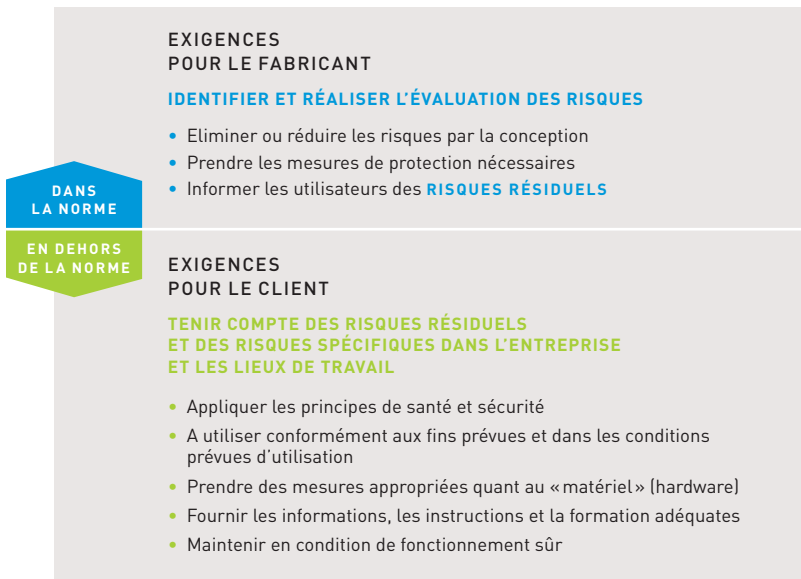 EXIGENCES
POUR LE FABRICANT
IDENTIFIER ET RÉALISER L’ÉVALUATION DES RISQUES
• Eliminer ou réduire les risques par la conception
• Prendre les mesures de protection nécessaires
• Informer les utilisateurs des RISQUES RÉSIDUELS
DANS
LA NORME
EN DEHORS
DE LA NORME
EXIGENCES
POUR LE CLIENT
TENIR COMPTE DES RISQUES RÉSIDUELS
ET DES RISQUES SPÉCIFIQUES DANS L’ENTREPRISE
ET LES LIEUX DE TRAVAIL
• Appliquer les principes de santé et sécurité
• A utiliser conformément aux fins prévues et dans les conditions
prévues d’utilisation
• Prendre des mesures appropriées quant au «matériel» (hardware)
• Fournir les informations, les instructions et la formation adéquates
• Maintenir en condition de fonctionnement sûr